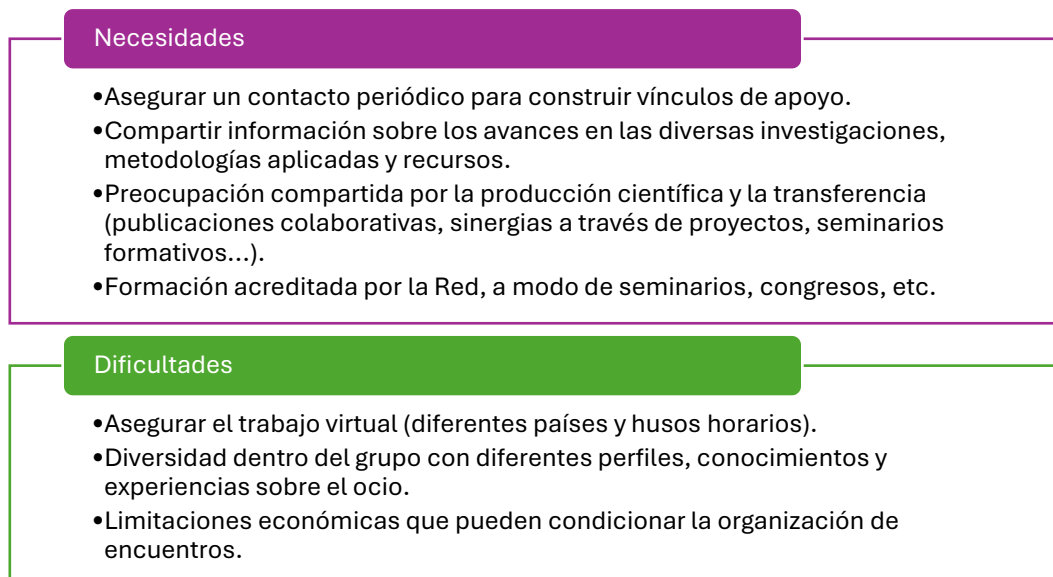 Necesidades
•Asegurar un contacto periódico para construir vínculos de apoyo.
•Compartir información sobre los avances en las diversas investigaciones,
metodologías aplicadas y recursos.
•Preocupación compartida por la producción científica y la transferencia
(publicaciones colaborativas, sinergias a través de proyectos, seminarios
formativos...).
•Formación acreditada por la Red, a modo de seminarios, congresos, etc.
Dificultades
•Asegurar el trabajo virtual (diferentes países y husos horarios).
•Diversidad dentro del grupo con diferentes perfiles, conocimientos y
experiencias sobre el ocio.
•Limitaciones económicas que pueden condicionar la organización de
encuentros.